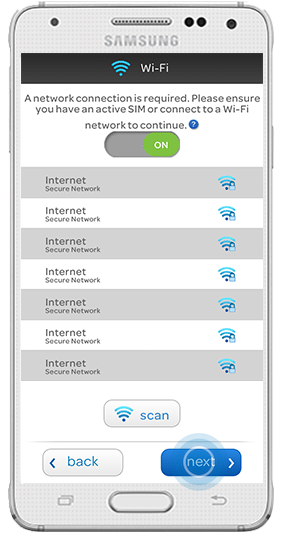 SAMSUNG
Wi-Fi
A network connection is required. Please ensure
you have an active SIM or connect to a Wi-Fi
network to continue. ?
ON
Internet
Secure Network
Internet
Secure Network
Internet
Secure Network
Internet
Secure Network
Internet
Secure Network
Internet
Secure Network
Internet
Secure Network
scan
back
next